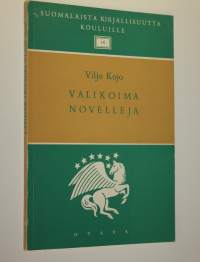 SUOMALAISTA KIRJALLISUUTTA
KOULUILLE
Viljo Kojo
VALIKOIMA
NOVELLEJA
OTAVA